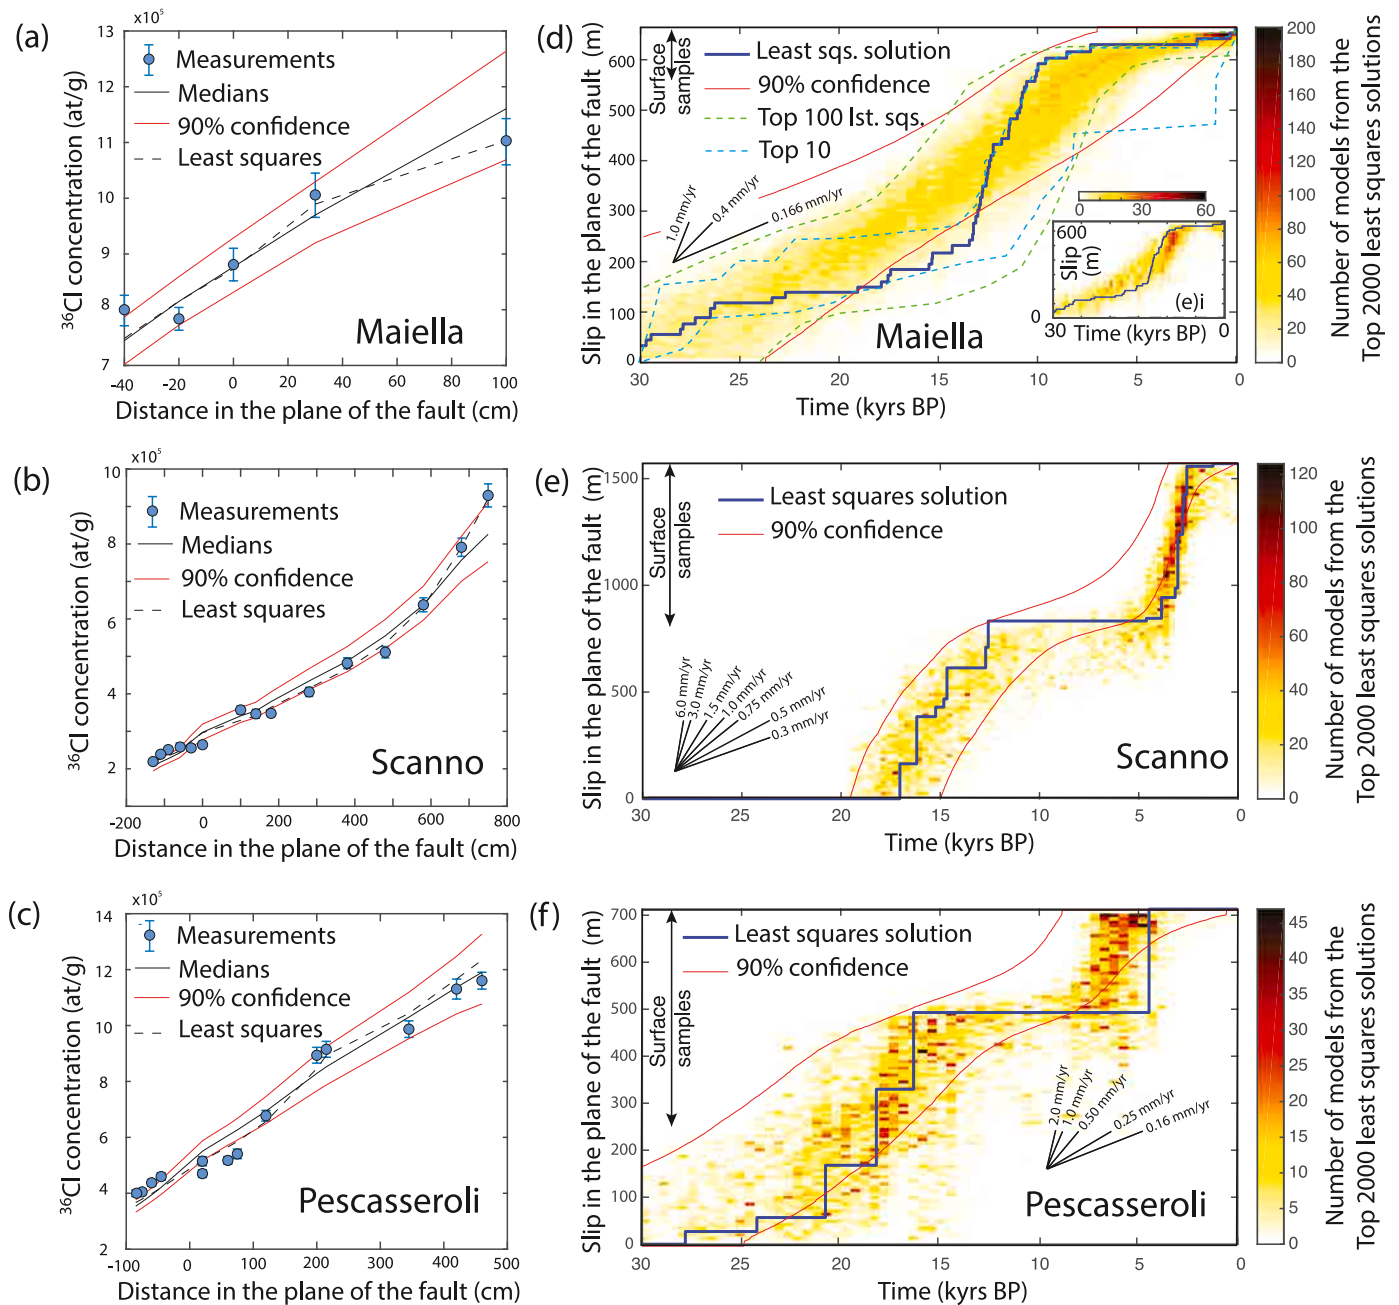 (a)
x10⁵
13
12
11
10
9
8
7
-40
-20
0
20
40
60
80
100
³⁶Cl concentration (at/g)
Distance in the plane of the fault (cm)
Measurements
Medians
90% confidence
Least squares
Maiella
(d)
Slip in the plane of the fault (m)
600
500
400
300
200
100
0
30
25
20
15
10
5
0
Time (kyrs BP)
Surface
samples
Least sqs. solution
90% confidence
Top 100 lst. sqs.
Top 10
1.0 mm/yr
0.4 mm/yr
0.166 mm/yr
Maiella
0
30
60
600
Slip
(m)
0
(e)i
30
Time (kyrs BP)
0
200
180
160
140
120
100
80
60
40
20
0
Number of models from the
Top 2000 least squares solutions
(b)
x10⁵
10
8
6
4
2
-200
0
200
400
600
800
³⁶Cl concentration (at/g)
Distance in the plane of the fault (cm)
Measurements
Medians
90% confidence
Least squares
Scanno
(e)
Slip in the plane of the fault (m)
1500
1000
500
0
30
25
20
15
10
5
0
Time (kyrs BP)
Surface
samples
Least squares solution
90% confidence
6.0 mm/yr
3.0 mm/yr
1.5 mm/yr
1.0 mm/yr
0.75 mm/yr
0.5 mm/yr
0.3 mm/yr
Scanno
120
100
80
60
40
20
0
Number of models from the
Top 2000 least squares solutions
(c)
x10⁵
14
12
10
8
6
4
2
-100
0
100
200
300
400
500
³⁶Cl concentration (at/g)
Distance in the plane of the fault (cm)
Measurements
Medians
90% confidence
Least squares
Pescasseroli
(f)
Slip in the plane of the fault (m)
700
600
500
400
300
200
100
0
30
25
20
15
10
5
0
Time (kyrs BP)
Surface
samples
Least squares solution
90% confidence
2.0 mm/yr
1.0 mm/yr
0.50 mm/yr
0.25 mm/yr
0.16 mm/yr
Pescasseroli
45
40
35
30
25
20
15
10
5
0
Number of models from the
Top 2000 least squares solutions